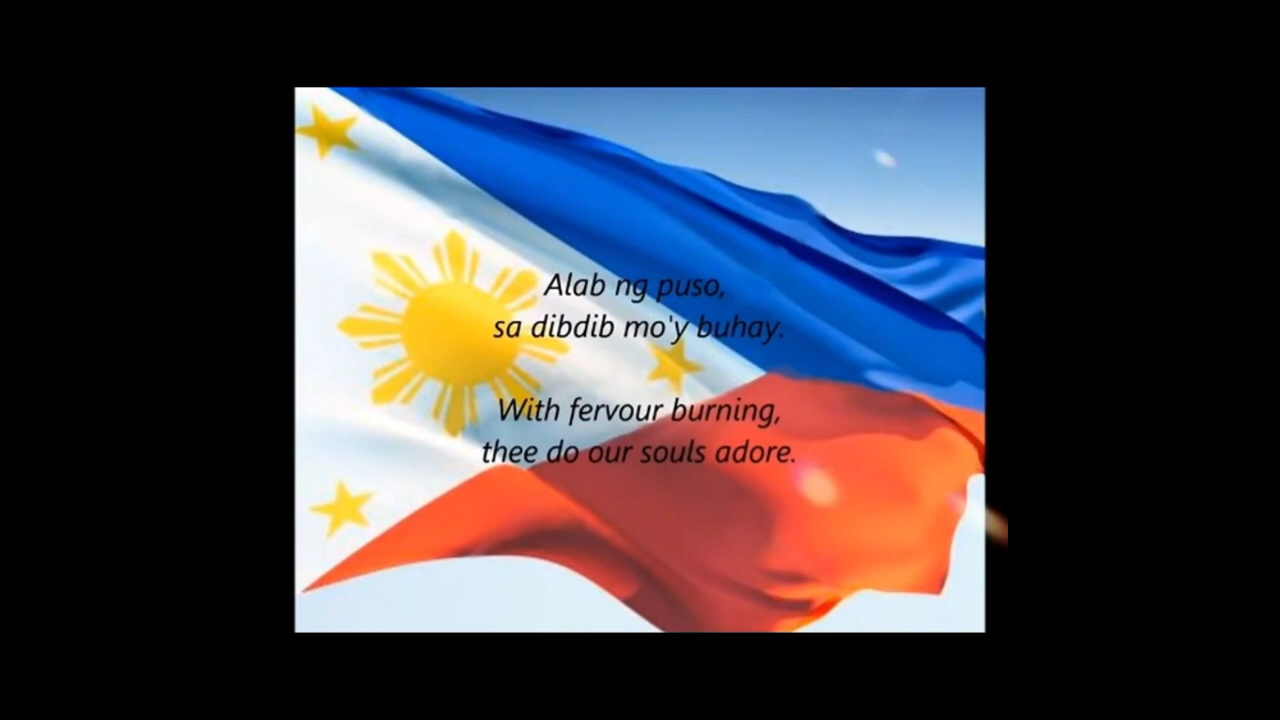 Alab ng puso,
sa dibdib mo'y buhay.
With fervour burning,
thee do our souls adore.